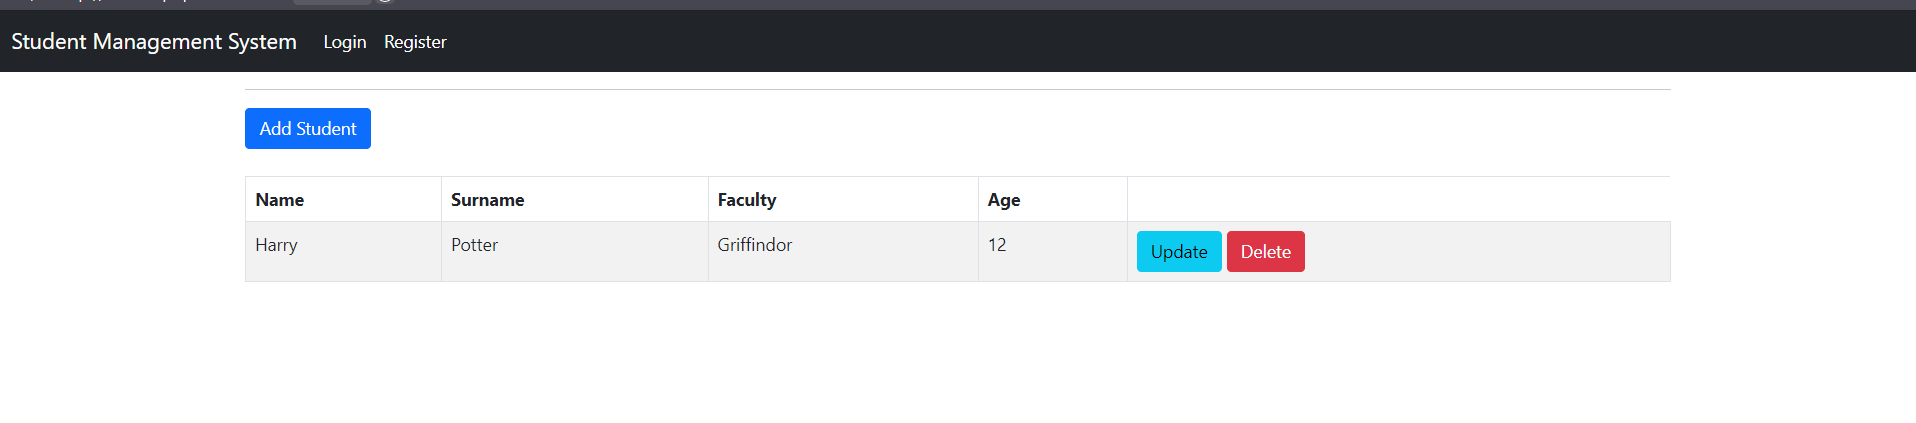 Student Management System Login Register
Add Student
Name Surname Faculty Age
Harry Potter Griffindor 12 Update Delete